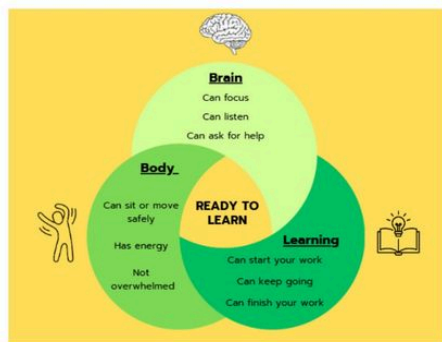 Brain
Can focus
Can listen
Can ask for help
Body
Can sit or move
safely
Has energy
Not
overwhelmed
READY TO
LEARN
Learning
Can start your work
Can keep going
Can finish your work